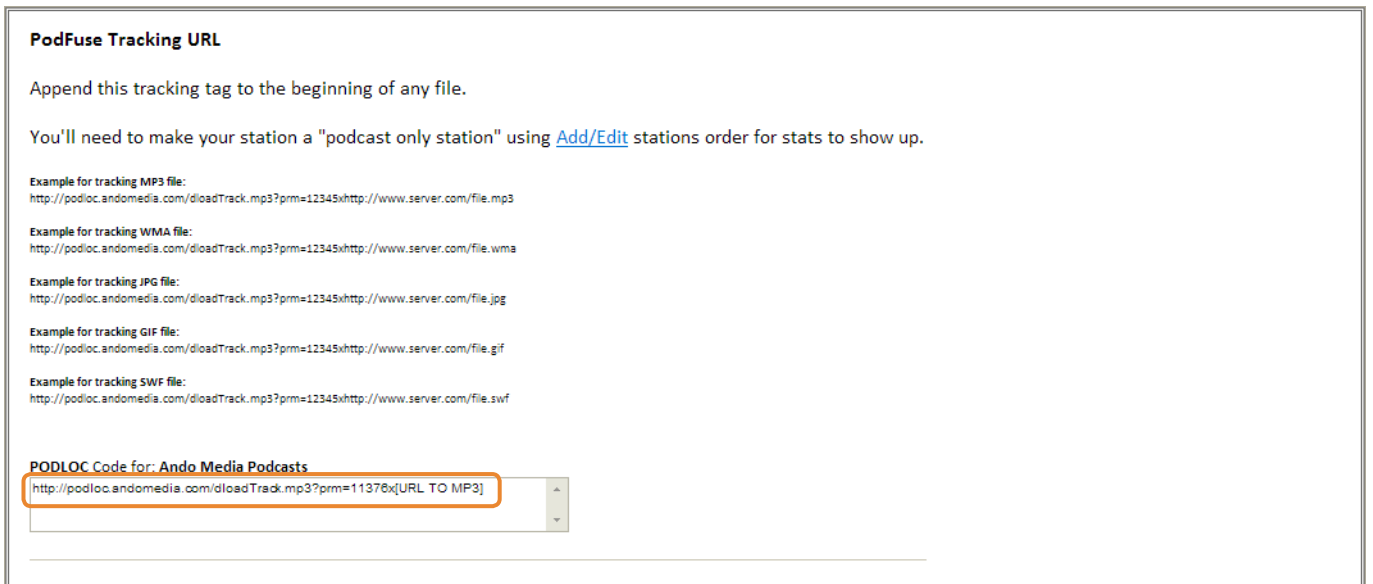 PodFuse Tracking URL
Append this tracking tag to the beginning of any file.
You'll need to make your station a "podcast only station" using Add/Edit stations order for stats to show up.
Example for tracking MP3 file:
http://podloc.andomedia.com/dloadTrack.mp3?prm=12345xhttp://www.server.com/file.mp3
Example for tracking WMA file:
http://podloc.andomedia.com/dloadTrack.mp3?prm=12345xhttp://www.server.com/file.wma
Example for tracking JPG file:
http://podloc.andomedia.com/dloadTrack.mp3?prm=12345xhttp://www.server.com/file.jpg
Example for tracking GIF file:
http://podloc.andomedia.com/dloadTrack.mp3?prm=12345xhttp://www.server.com/file.gif
Example for tracking SWF file:
http://podloc.andomedia.com/dloadTrack.mp3?prm=12345xhttp://www.server.com/file.swf
PODLOC Code for: Ando Media Podcasts
http://podloc.andomedia.com/dloadTrack.mp3?prm=11376x[URL TO MP3]